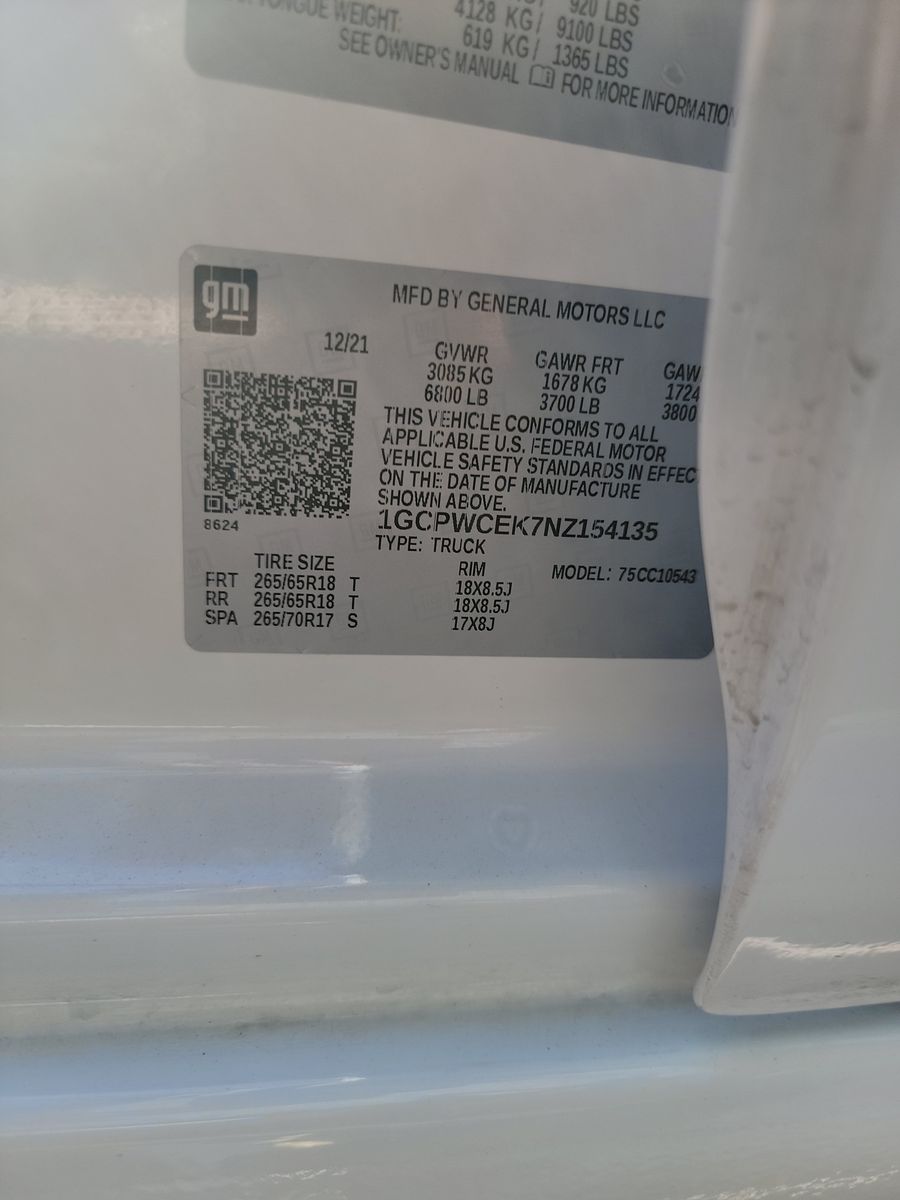 920 LBS
TONGUE WEIGHT: 4128 KG/ 9100 LBS
619 KG/ 1365 LBS
SEE OWNER'S MANUAL FOR MORE INFORMATION
gm
MFD BY GENERAL MOTORS LLC
12/21
GVWR GAWR FRT GAW
3085 KG 1678 KG 1724
6800 LB 3700 LB 3800
THIS VEHICLE CONFORMS TO ALL
APPLICABLE U.S. FEDERAL MOTOR
VEHICLE SAFETY STANDARDS IN EFFEC
ON THE DATE OF MANUFACTURE
SHOWN ABOVE.
8624
1GCPWCEK7NZ154135
TYPE: TRUCK
TIRE SIZE RIM MODEL: 75CC10543
FRT 265/65R18 T 18X8.5J
RR 265/65R18 T 18X8.5J
SPA 265/70R17 S 17X8J